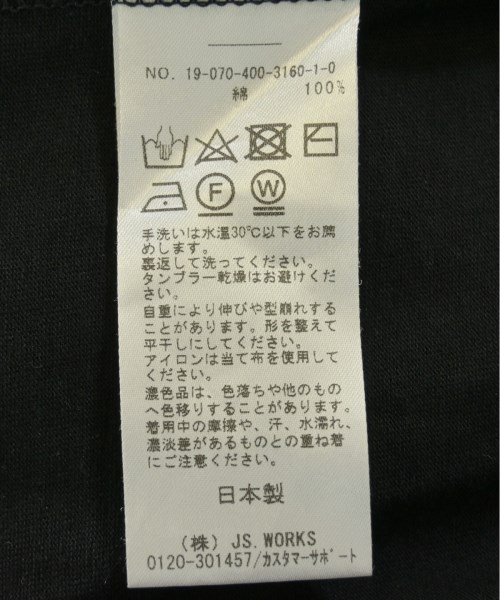 NO. 19-070-400-3160-1-0
綿 100%
F W
手洗いは水温30℃以下をお薦
めします。
裏返して洗ってください。
タンブラー乾燥はお避けくだ
さい。
自重により伸びや型崩れする
ことがあります。形を整えて
平干しにしてください。
アイロンは当て布を使用して
ください。
濃色品は、色落ちや他のもの
へ色移りすることがあります。
着用中の摩擦や、汗、水濡れ、
濃淡差があるものとの重ね着
にご注意ください。
日本製
(株) JS.WORKS
0120-301457/カスタマーサポート